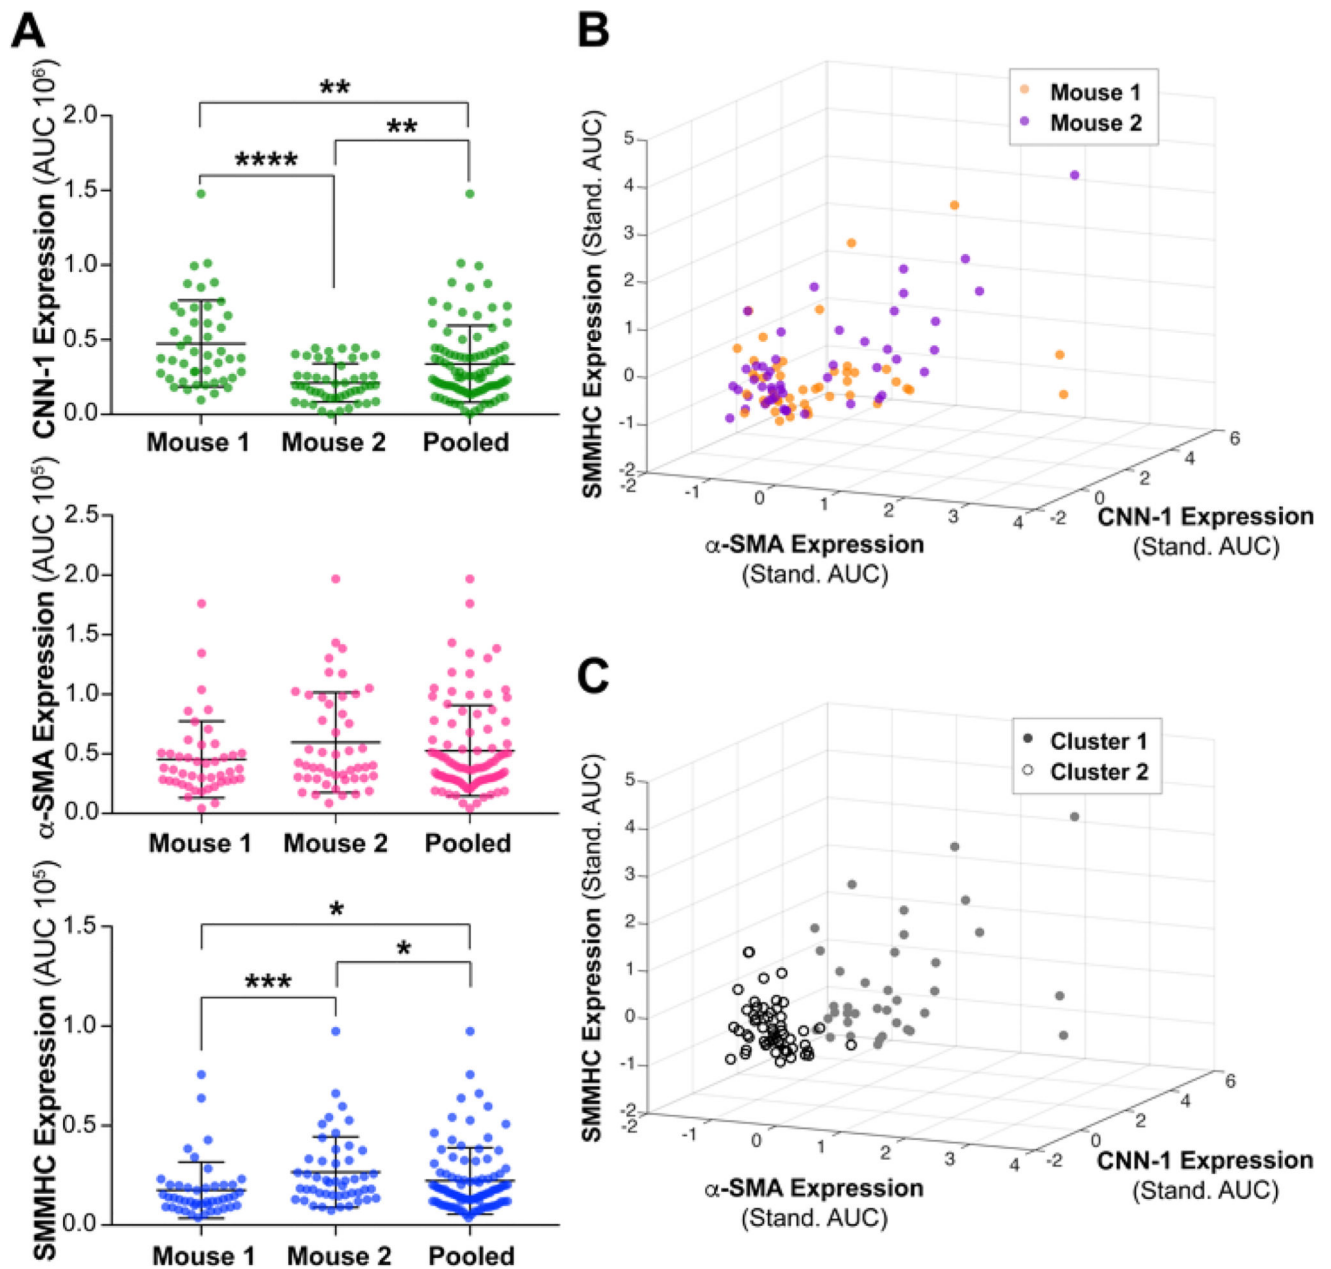 A
CNN-1 Expression (AUC 10⁶)
2.0
1.5
1.0
0.5
0.0
**
**
****
Mouse 1 Mouse 2 Pooled
α-SMA Expression (AUC 10⁵)
2.5
2.0
1.5
1.0
0.5
0.0
Mouse 1 Mouse 2 Pooled
SMMHC Expression (AUC 10⁵)
1.5
1.0
0.5
0.0
*
*
***
Mouse 1 Mouse 2 Pooled
B
Mouse 1
Mouse 2
SMMHC Expression (Stand. AUC)
5
4
3
2
1
0
-1
-2
-2 -1 0 1 2 3 4
-2 0 2 4 6
α-SMA Expression
(Stand. AUC)
CNN-1 Expression
(Stand. AUC)
C
Cluster 1
Cluster 2
SMMHC Expression (Stand. AUC)
5
4
3
2
1
0
-1
-2
-2 -1 0 1 2 3 4
-2 0 2 4 6
α-SMA Expression
(Stand. AUC)
CNN-1 Expression
(Stand. AUC)